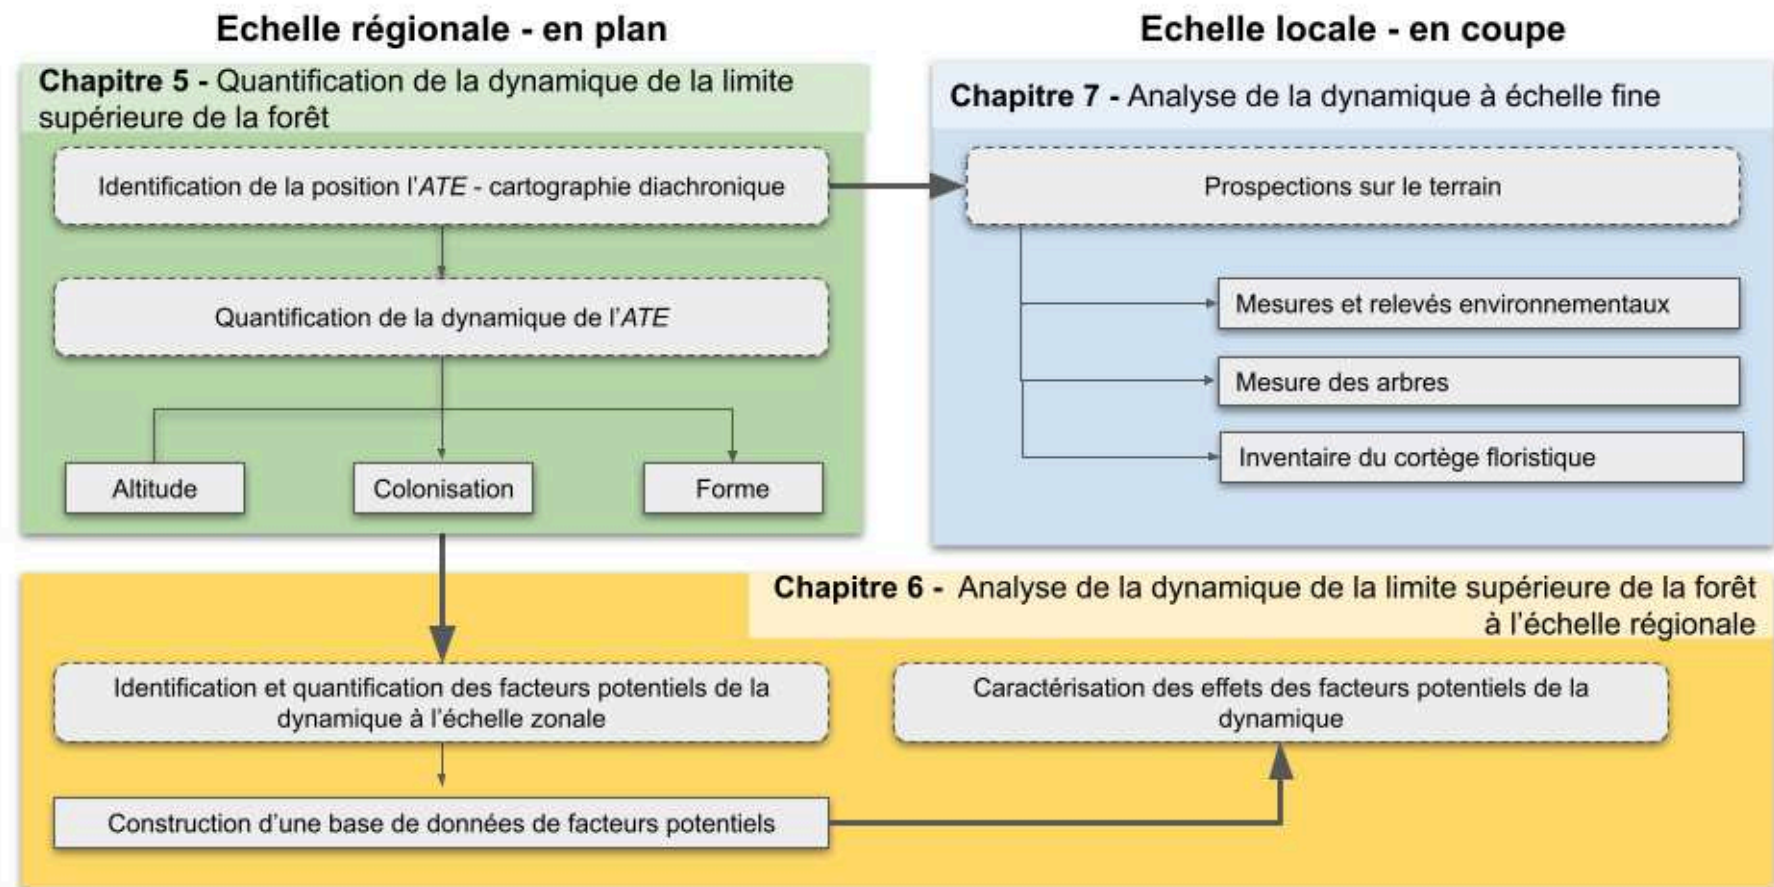 Echelle régionale - en plan
Echelle locale - en coupe
Chapitre 5 - Quantification de la dynamique de la limite
supérieure de la forêt
Identification de la position l'ATE - cartographie diachronique
Quantification de la dynamique de l'ATE
Altitude
Colonisation
Forme
Chapitre 7 - Analyse de la dynamique à échelle fine
Prospections sur le terrain
Mesures et relevés environnementaux
Mesure des arbres
Inventaire du cortège floristique
Chapitre 6 - Analyse de la dynamique de la limite supérieure de la forêt
à l'échelle régionale
Identification et quantification des facteurs potentiels de la
dynamique à l'échelle zonale
Construction d'une base de données de facteurs potentiels
Caractérisation des effets des facteurs potentiels de la
dynamique